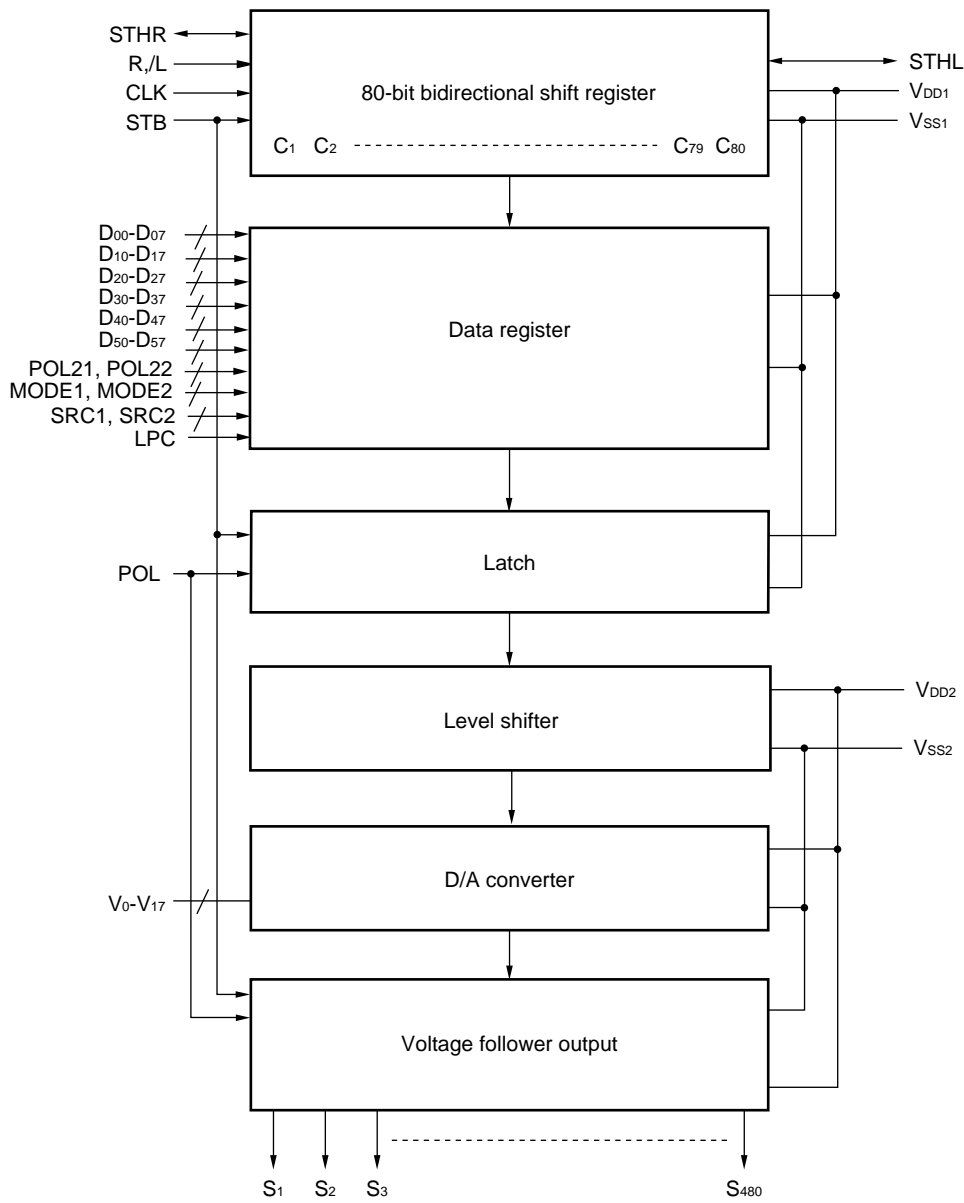 STHR
R,/L
CLK
STB
80-bit bidirectional shift register
C1 C2 C79 C80
STHL
VDD1
VSS1
D00-D07
D10-D17
D20-D27
D30-D37
D40-D47
D50-D57
POL21, POL22
MODE1, MODE2
SRC1, SRC2
LPC
Data register
POL
Latch
Level shifter
VDD2
VSS2
V0-V17
D/A converter
Voltage follower output
S1 S2 S3 S480